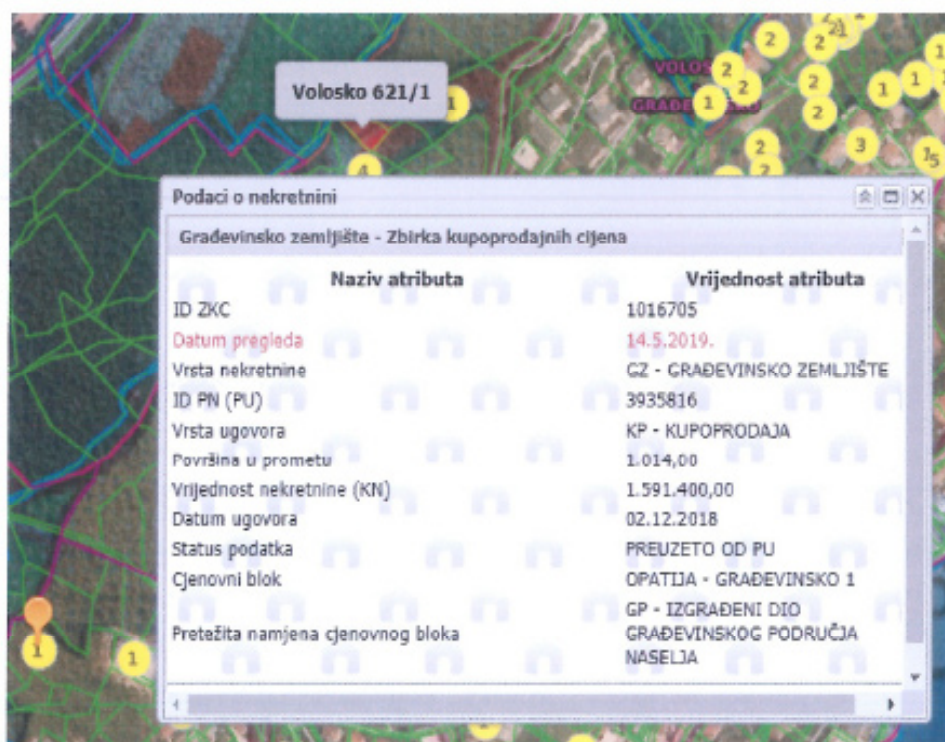 Volosko 621/1
VOLOS
GRAĐEVINSKO
Podaci o nekretnini
Građevinsko zemljište - Zbirka kupoprodajnih cijena
Naziv atributa Vrijednost atributa
ID ZKC 1016705
Datum pregleda 14.5.2019.
Vrsta nekretnine GZ - GRAĐEVINSKO ZEMLJIŠTE
ID PN (PU) 3935816
Vrsta ugovora KP - KUPOPRODAJA
Površina u prometu 1.014,00
Vrijednost nekretnine (KN) 1.591.400,00
Datum ugovora 02.12.2018
Status podatka PREUZETO OD PU
Cjenovni blok OPATIJA - GRAĐEVINSKO 1
Pretežita namjena cjenovnog bloka GP - IZGRAĐENI DIO
GRAĐEVINSKOG PODRUČJA
NASELJA